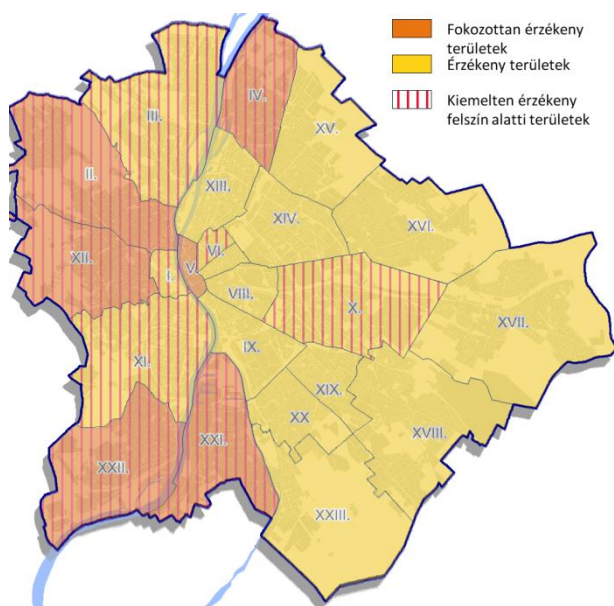 Fokozottan érzékeny
területek
Érzékeny területek
Kiemelten érzékeny
felszín alatti területek
IV.
III.
XV.
II.
XIII.
XIV.
XVI.
VI.
XII.
V.
I.
VIII.
X.
XVII.
IX.
XI.
XIX.
XX
XVIII.
XXI.
XXII.
XXIII.